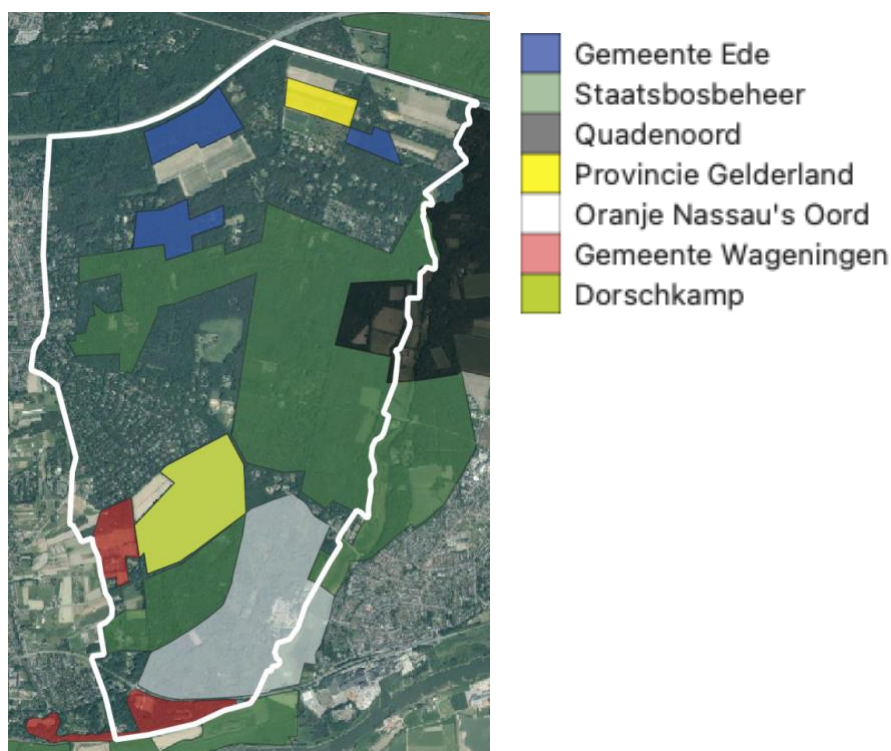 Gemeente Ede
Staatsbosbeheer
Quadenoord
Provincie Gelderland
Oranje Nassau's Oord
Gemeente Wageningen
Dorschkamp